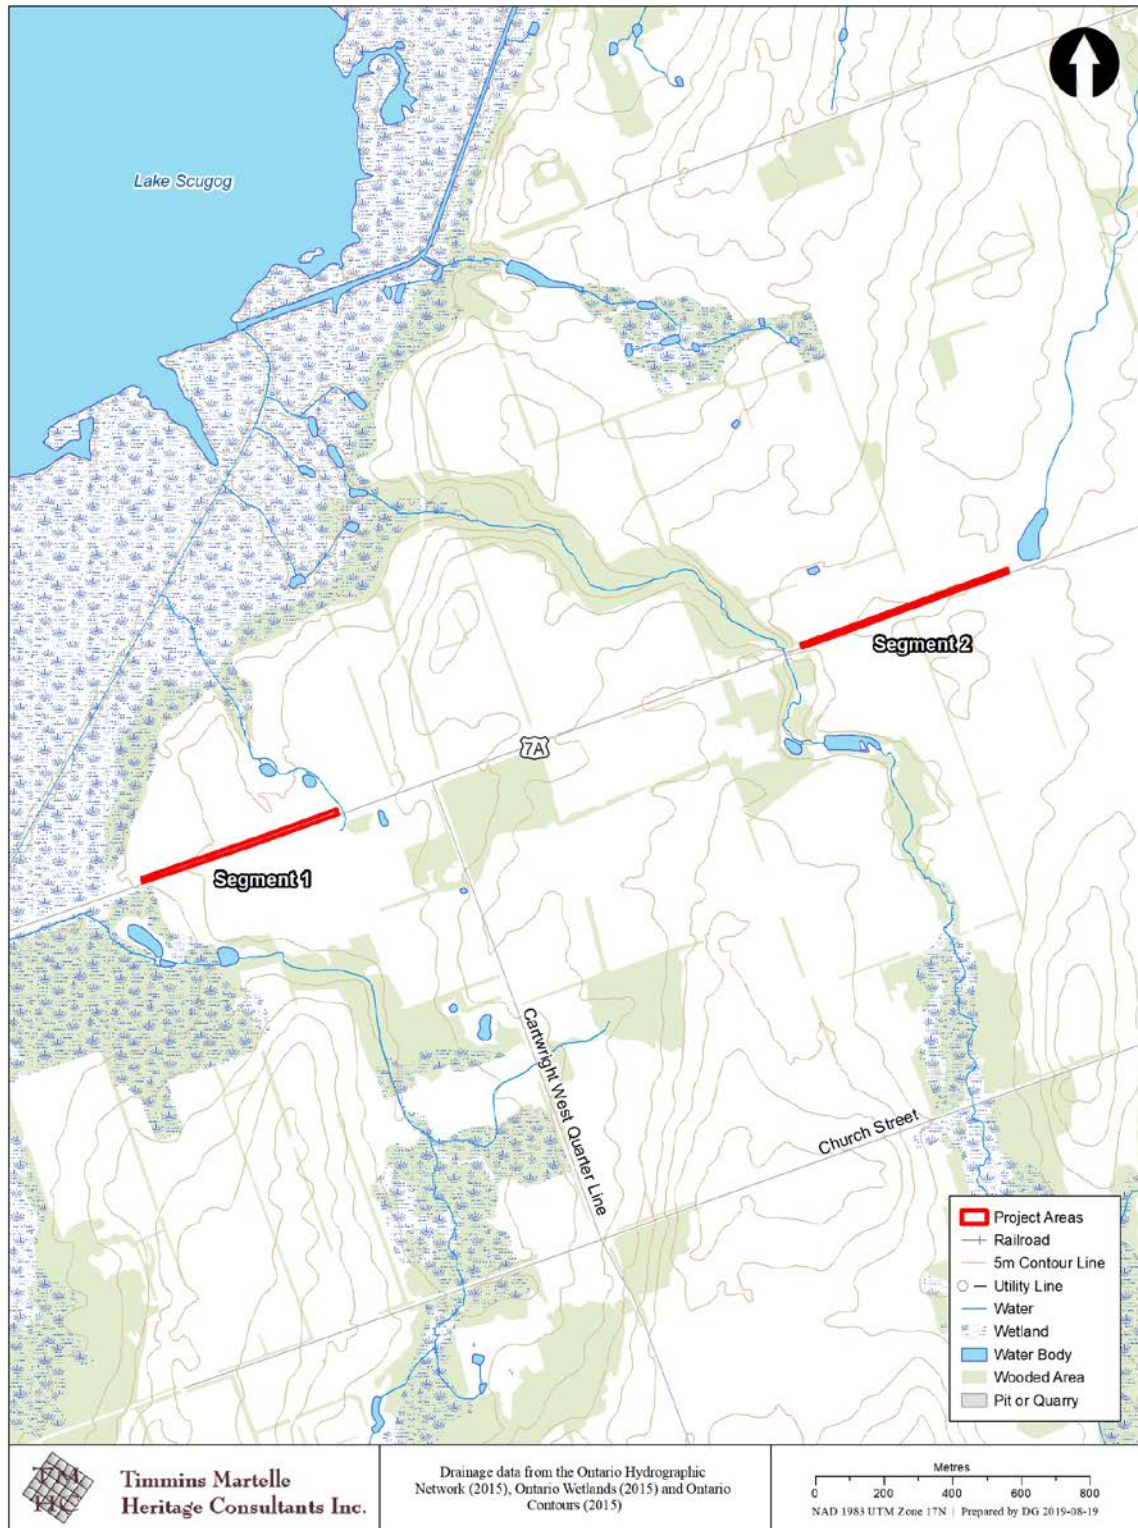 Lake Scugog
Segment 2
7A
Segment 1
Cartwright West Quarter Line
Church Street
Project Areas
Railroad
5m Contour Line
Utility Line
Water
Wetland
Water Body
Wooded Area
Pit or Quarry
TM
HC
Timmins Martelle
Heritage Consultants Inc.
Drainage data from the Ontario Hydrographic
Network (2015), Ontario Wetlands (2015) and Ontario
Contours (2015)
Metres
0 200 400 600 800
NAD 1983 UTM Zone 17N | Prepared by DG 2019-08-19